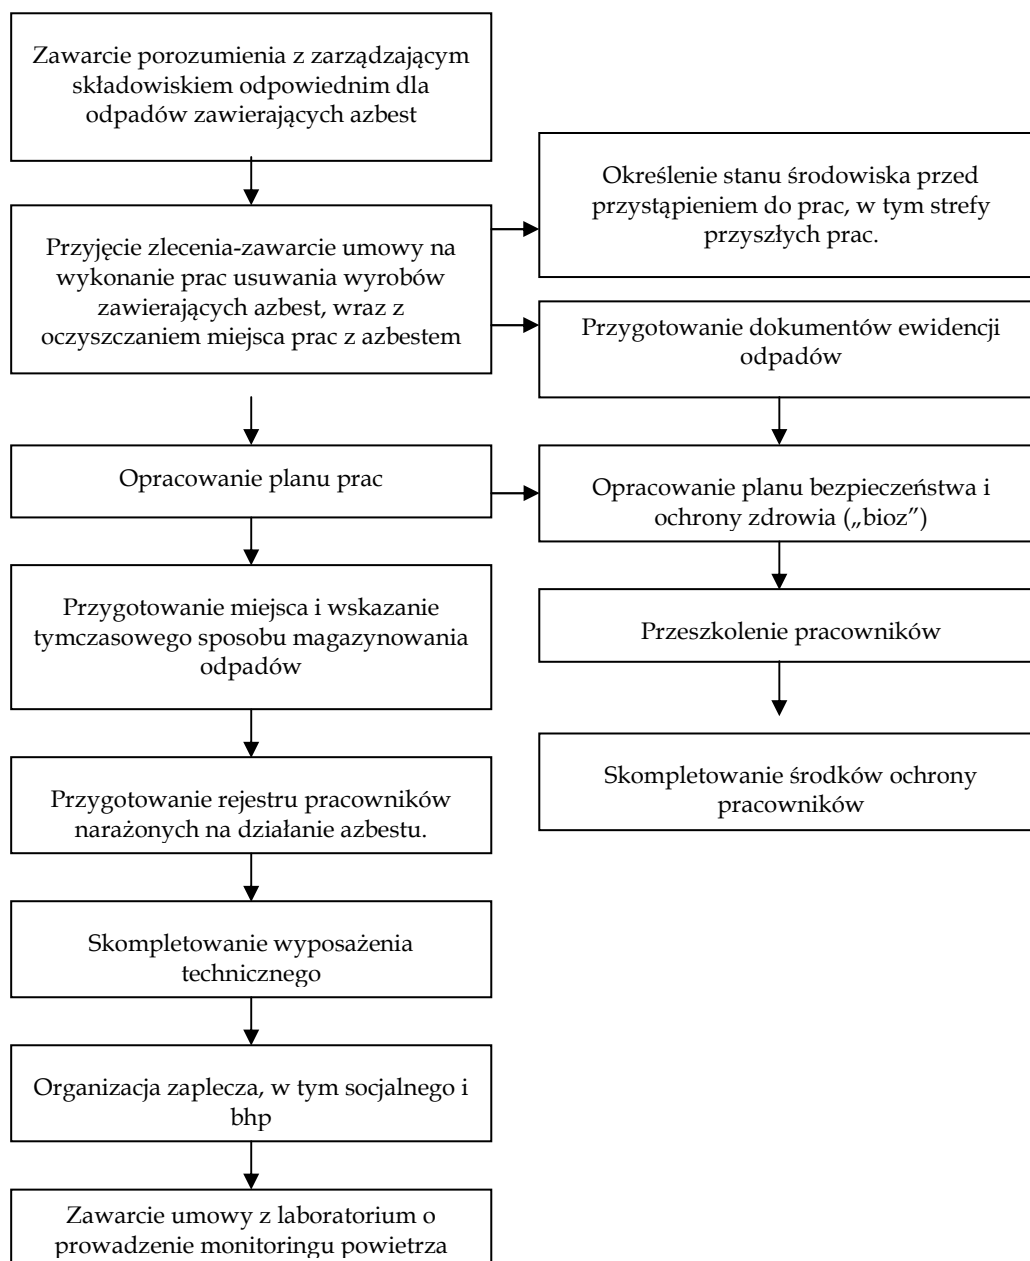 Zawarcie porozumienia z zarządzającym
składowiskiem odpowiednim dla
odpadów zawierających azbest
Określenie stanu środowiska przed
przystąpieniem do prac, w tym strefy
przyszłych prac.
Przyjęcie zlecenia-zawarcie umowy na
wykonanie prac usuwania wyrobów
zawierających azbest, wraz z
oczyszczaniem miejsca prac z azbestem
Przygotowanie dokumentów ewidencji
odpadów
Opracowanie planu prac
Opracowanie planu bezpieczeństwa i
ochrony zdrowia („bioz”)
Przygotowanie miejsca i wskazanie
tymczasowego sposobu magazynowania
odpadów
Przeszkolenie pracowników
Skompletowanie środków ochrony
pracowników
Przygotowanie rejestru pracowników
narażonych na działanie azbestu.
Skompletowanie wyposażenia
technicznego
Organizacja zaplecza, w tym socjalnego i
bhp
Zawarcie umowy z laboratorium o
prowadzenie monitoringu powietrza